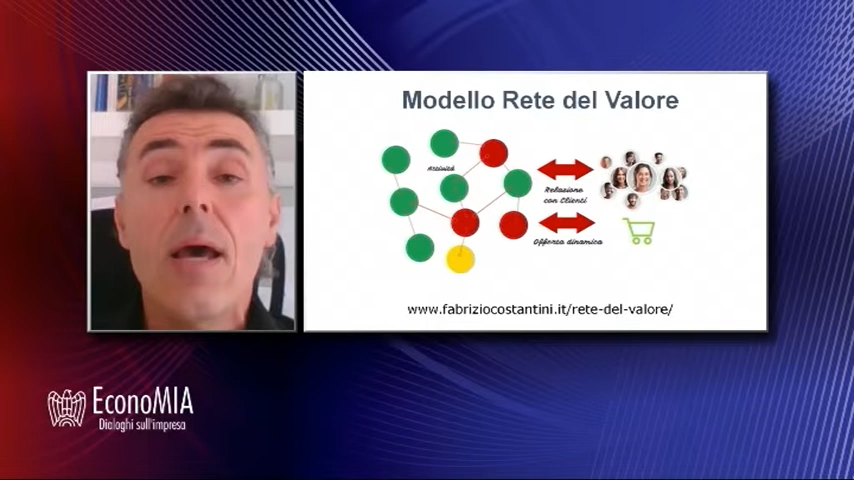 Modello Rete del Valore
Attività
Relazione
con Clienti
Offerta dinamica
www.fabriziocostantini.it/rete-del-valore/
EconoMIA
Dialoghi sull'impresa